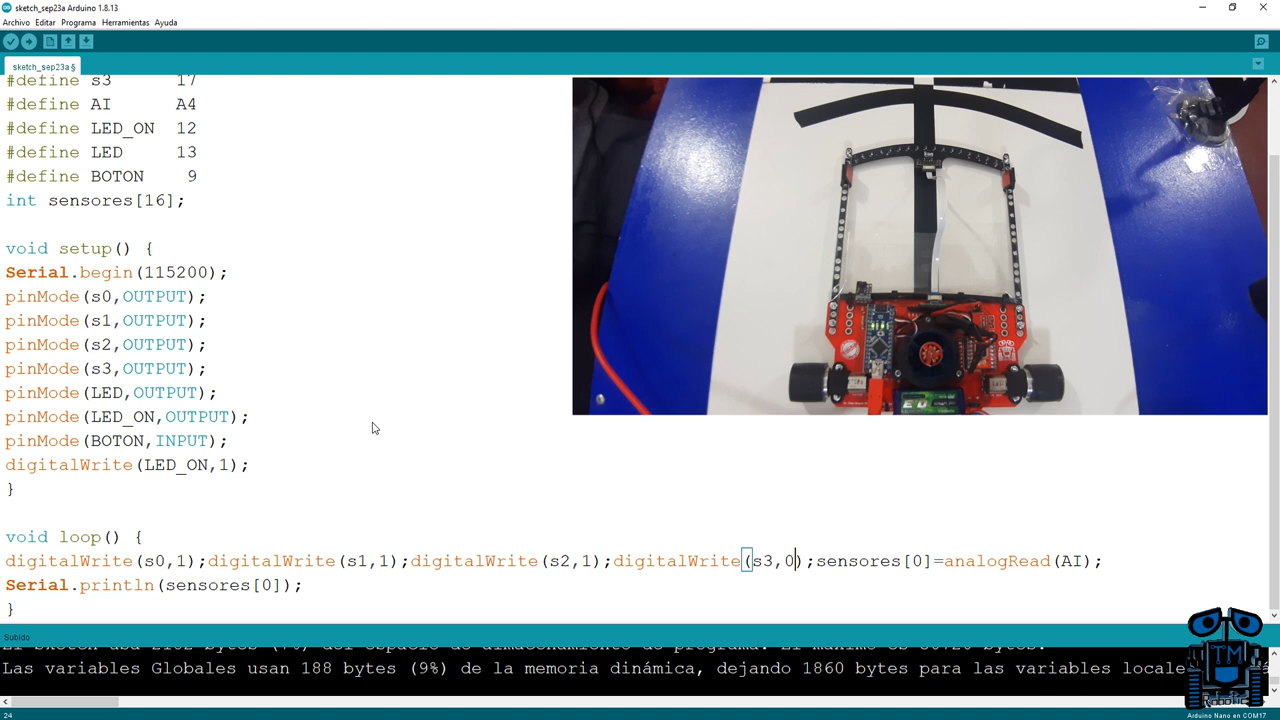 sketch_sep23a Arduino 1.8.13
Archivo Editar Programa Herramientas Ayuda
sketch_sep23a§
#define s3 17
#define AI A4
#define LED_ON 12
#define LED 13
#define BOTON 9
int sensores[16];
void setup() {
Serial.begin(115200);
pinMode(s0,OUTPUT);
pinMode(s1,OUTPUT);
pinMode(s2,OUTPUT);
pinMode(s3,OUTPUT);
pinMode(LED,OUTPUT);
pinMode(LED_ON,OUTPUT);
pinMode(BOTON,INPUT);
digitalWrite(LED_ON,1);
}
void loop() {
digitalWrite(s0,1);digitalWrite(s1,1);digitalWrite(s2,1);digitalWrite(s3,0);sensores[0]=analogRead(AI);
Serial.println(sensores[0]);
}
Subido
Las variables Globales usan 188 bytes (9%) de la memoria dinámica, dejando 1860 bytes para las variables locale
TM
Robotic
24
Arduino Nano en COM17